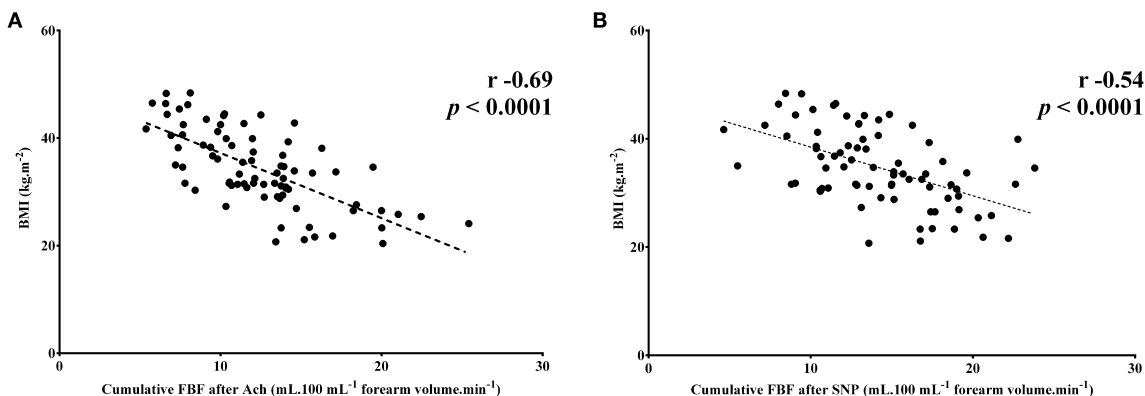 A
60
40
20
0
BMI (kg.m-2)
r -0.69
p < 0.0001
0 10 20 30
Cumulative FBF after Ach (mL.100 mL-1 forearm volume.min-1)
B
60
40
20
0
BMI (kg.m-2)
r -0.54
p < 0.0001
0 10 20 30
Cumulative FBF after SNP (mL.100 mL-1 forearm volume.min-1)